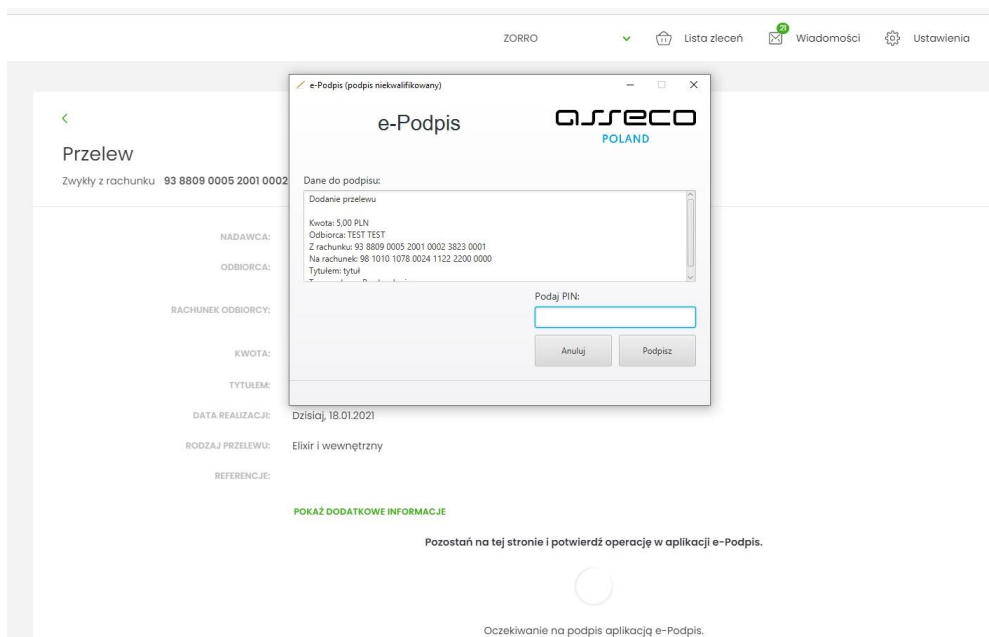 ZORRO
Lista zleceń
21
Wiadomości
Ustawienia
Przelew
Zwykły z rachunku 93 8809 0005 2001 0002
NADAWCA:
ODBIORCA:
RACHUNEK ODBIORCY:
KWOTA:
TYTUŁEM:
DATA REALIZACJI: Dzisiaj, 18.01.2021
RODZAJ PRZELEWU: Elixir i wewnętrzny
REFERENCJE:
POKAŻ DODATKOWE INFORMACJE
Pozostań na tej stronie i potwierdź operację w aplikacji e-Podpis.
Oczekiwanie na podpis aplikacją e-Podpis.
e-Podpis (podpis niekwalifikowany)
e-Podpis
asseco
POLAND
Dane do podpisu:
Dodanie przelewu
Kwota: 5,00 PLN
Odbiorca: TEST TEST
Z rachunku: 93 8809 0005 2001 0002 3823 0001
Na rachunek: 98 1010 1078 0024 1122 2200 0000
Tytułem: tytuł
Podaj PIN:
Anuluj
Podpisz